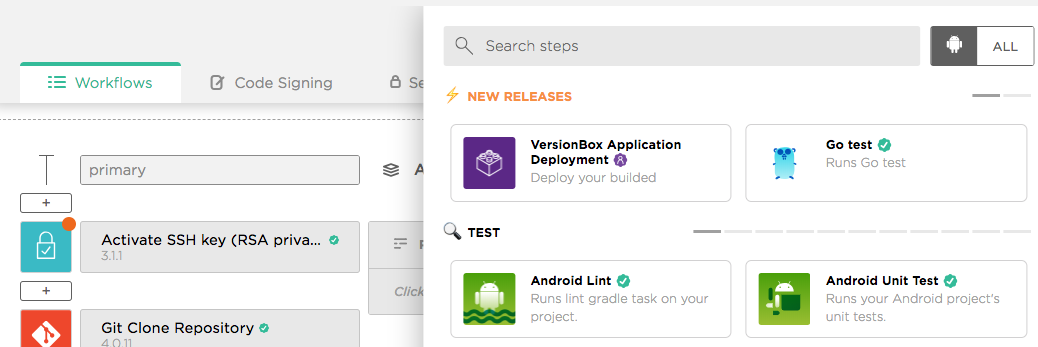 Search steps
ALL
Workflows
Code Signing
Se
NEW RELEASES
VersionBox Application
Deployment
Deploy your builded
Go test
Runs Go test
primary
A
+
TEST
Activate SSH key (RSA priva...
3.1.1
Click
+
Android Lint
Runs lint gradle task on your
project.
Android Unit Test
Runs your Android project's
unit tests.
Git Clone Repository
4.0.11